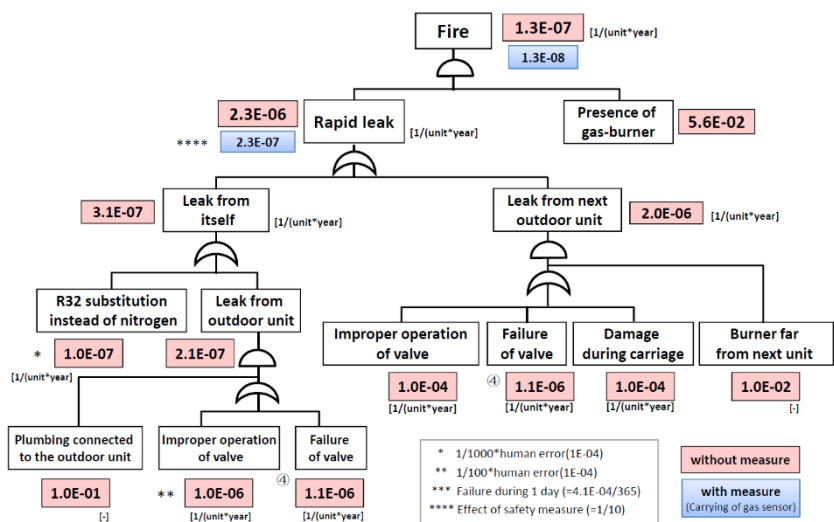 Fire
1.3E-07
[1/(unit*year]
1.3E-08
2.3E-06
Rapid leak
[1/(unit*year]
Presence of
gas-burner
5.6E-02
****
2.3E-07
3.1E-07
Leak from
itself
[1/(unit*year]
Leak from next
outdoor unit
2.0E-06
[1/(unit*year]
R32 substitution
instead of nitrogen
Leak from
outdoor unit
*
1.0E-07
[1/(unit*year]
2.1E-07
Improper operation
of valve
Failure
of valve
Damage
during carriage
Burner far
from next unit
1.0E-04
[1/(unit*year]
④
1.1E-06
[1/(unit*year]
1.0E-04
[1/(unit*year]
1.0E-02
[-]
Plumbing connected
to the outdoor unit
Improper operation
of valve
Failure
of valve
1.0E-01
[-]
**
1.0E-06
[1/(unit*year]
④
1.1E-06
[1/(unit*year]
* 1/1000*human error(1E-04)
** 1/100*human error(1E-04)
*** Failure during 1 day (=4.1E-04/365)
**** Effect of safety measure (=1/10)
without measure
with measure
(Carrying of gas sensor)